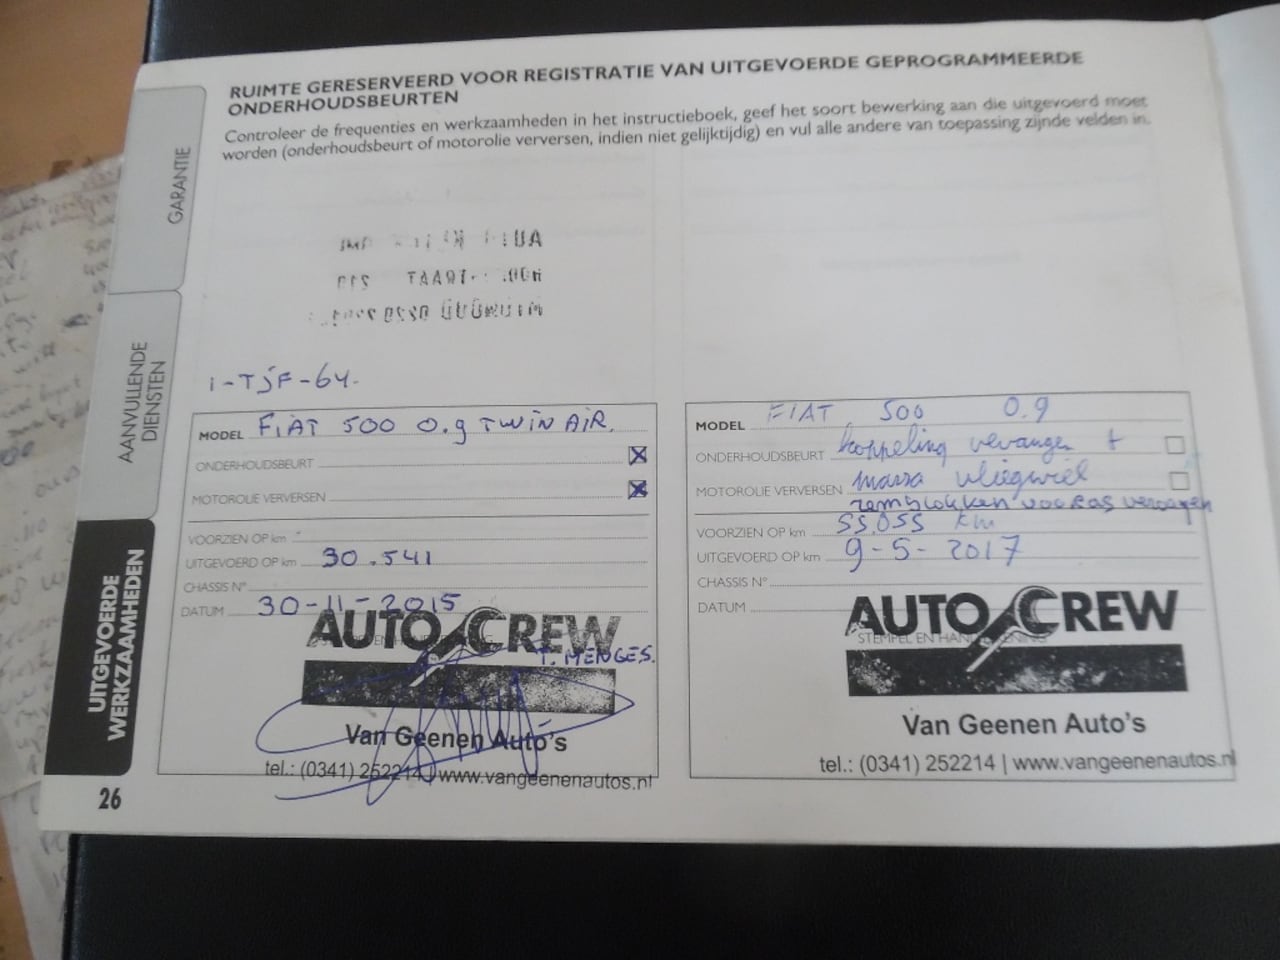 RUIMTE GERESERVEERD VOOR REGISTRATIE VAN UITGEVOERDE GEPROGRAMMEERDE
ONDERHOUDSBEURTEN
Controleer de frequenties en werkzaamheden in het instructieboek, geef het soort bewerking aan die uitgevoerd moet
worden (onderhoudsbeurt of motorolie verversen, indien niet gelijktijdig) en vul alle andere van toepassing zijnde velden in.
GARANTIE
AANVULLENDE
DIENSTEN
UITGEVOERDE
WERKZAAMHEDEN
26
1-TJF-64.
MODEL FIAT 500 0.9 TWIN AIR.
ONDERHOUDSBEURT
MOTOROLIE VERVERSEN
VOORZIEN OP km
UITGEVOERD OP km 30.541
CHASSIS N°
DATUM 30-11-2015
AUTO CREW
T. MENGES.
Van Geenen Auto's
tel.: (0341) 252214 | www.vangeenenautos.nl
MODEL FIAT 500 0.9
ONDERHOUDSBEURT koppeling vervangen +
MOTOROLIE VERVERSEN massa vliegwiel
remblokken vooras vervangen
VOORZIEN OP km 55.055 km
UITGEVOERD OP km 9-5-2017
CHASSIS N°
DATUM
AUTO CREW
STEMPEL EN HANDTEKENING
Van Geenen Auto's
tel.: (0341) 252214 | www.vangeenenautos.nl